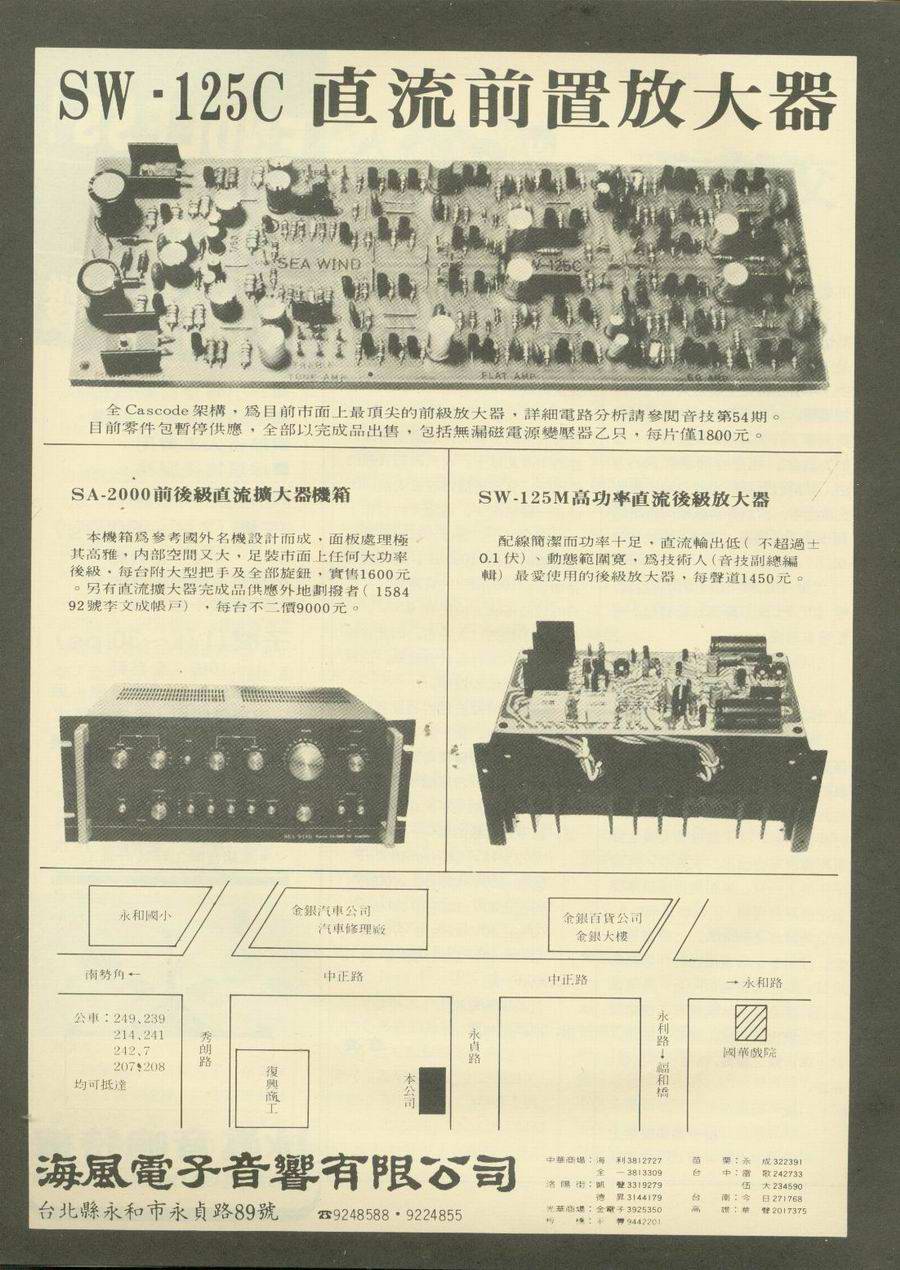 SW-125C 直流前置放大器
SEA WIND
V-125C
TONE AMP
FLAT AMP
EQ AMP
全Cascode架構，爲目前市面上最頂尖的前級放大器，詳細電路分析請參閱音技第54期。
目前零件包暫停供應，全部以完成品出售，包括無漏磁電源變壓器乙只，每片僅1800元。
SA-2000前後級直流擴大器機箱
本機箱爲參考國外名機設計而成，面板處理極
其高雅，內部空間又大，足裝市面上任何大功率
後級，每台附大型把手及全部旋鈕，實售1600元
。另有直流擴大器完成品供應外地劃撥者（1584
92號李文成帳戶），每台不二價9000元。
SW-125M高功率直流後級放大器
配線簡潔而功率十足，直流輸出低（不超過±
0.1伏）、動態範圍寬，爲技術人（音技副總編
輯）最愛使用的後級放大器，每聲道1450元。
SEA WIND
永和國小
金銀汽車公司
汽車修理廠
金銀百貨公司
金銀大樓
南勢角←
中正路
中正路
→永和路
公車：249、239
214、241
242、7
207、208
均可抵達
秀朗路
復興商工
本公司
永貞路
永利路→福和橋
國華戲院
海風電子音響有限公司
台北縣永和市永貞路89號
☎9248588・9224855
中華商場：海 利3812727
全 一3813309
洛陽街：凱 聲3319279
德 昇3144179
光華商場：金電子3925350
9442201
苗 栗：永 成322391
台 中：瀏 歌242733
伍 大234590
台 南：今 日271768
高 雄：華 聲2017375